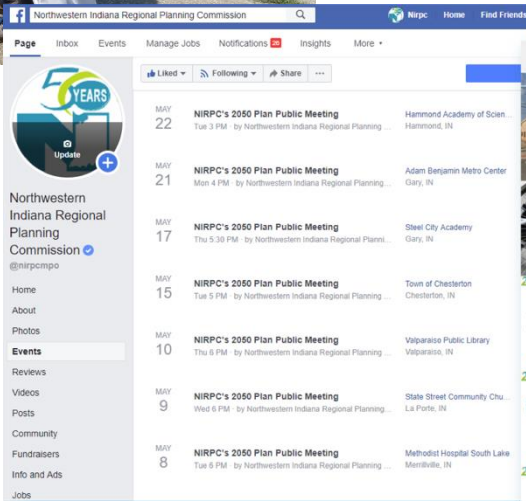 Northwestern Indiana Regional Planning Commission
Nirpc Home Find Friends
Page Inbox Events Manage Jobs Notifications 26 Insights More
Liked Following Share ...
50
YEARS
Update
Northwestern
Indiana Regional
Planning
Commission
@nirpcmpo
Home
About
Photos
Events
Reviews
Videos
Posts
Community
Fundraisers
Info and Ads
Jobs
MAY
22
NIRPC's 2050 Plan Public Meeting
Tue 3 PM · by Northwestern Indiana Regional Planning ...
Hammond Academy of Scien...
Hammond, IN
MAY
21
NIRPC's 2050 Plan Public Meeting
Mon 4 PM · by Northwestern Indiana Regional Planning...
Adam Benjamin Metro Center
Gary, IN
MAY
17
NIRPC's 2050 Plan Public Meeting
Thu 5:30 PM · by Northwestern Indiana Regional Planni...
Steel City Academy
Gary, IN
MAY
15
NIRPC's 2050 Plan Public Meeting
Tue 5 PM · by Northwestern Indiana Regional Planning ...
Town of Chesterton
Chesterton, IN
MAY
10
NIRPC's 2050 Plan Public Meeting
Thu 6 PM · by Northwestern Indiana Regional Planning ...
Valparaiso Public Library
Valparaiso, IN
MAY
9
NIRPC's 2050 Plan Public Meeting
Wed 6 PM · by Northwestern Indiana Regional Planning...
State Street Community Chu...
La Porte, IN
MAY
8
NIRPC's 2050 Plan Public Meeting
Tue 6 PM · by Northwestern Indiana Regional Planning ...
Methodist Hospital South Lake
Merrillville, IN